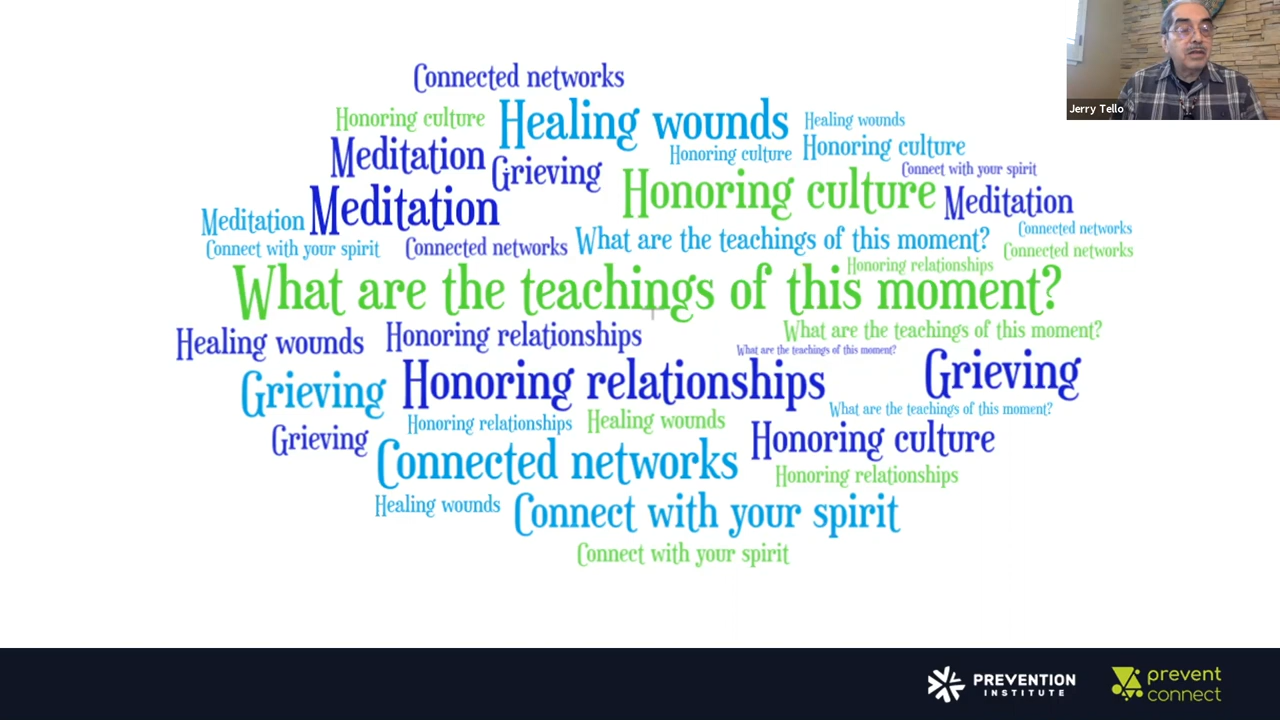 Connected networks
Jerry Tello
Honoring culture
Healing wounds
Healing wounds
Meditation
Grieving
Honoring culture
Honoring culture
Connect with your spirit
Meditation
Meditation
Honoring culture
Meditation
Connected networks
Connect with your spirit
Connected networks
What are the teachings of this moment?
Connected networks
Honoring relationships
What are the teachings of this moment?
Healing wounds
Honoring relationships
What are the teachings of this moment?
What are the teachings of this moment?
Grieving
Honoring relationships
Grieving
What are the teachings of this moment?
Grieving
Honoring relationships
Healing wounds
Honoring culture
Connected networks
Honoring relationships
Healing wounds
Connect with your spirit
Connect with your spirit
PREVENTION
INSTITUTE
prevent
connect